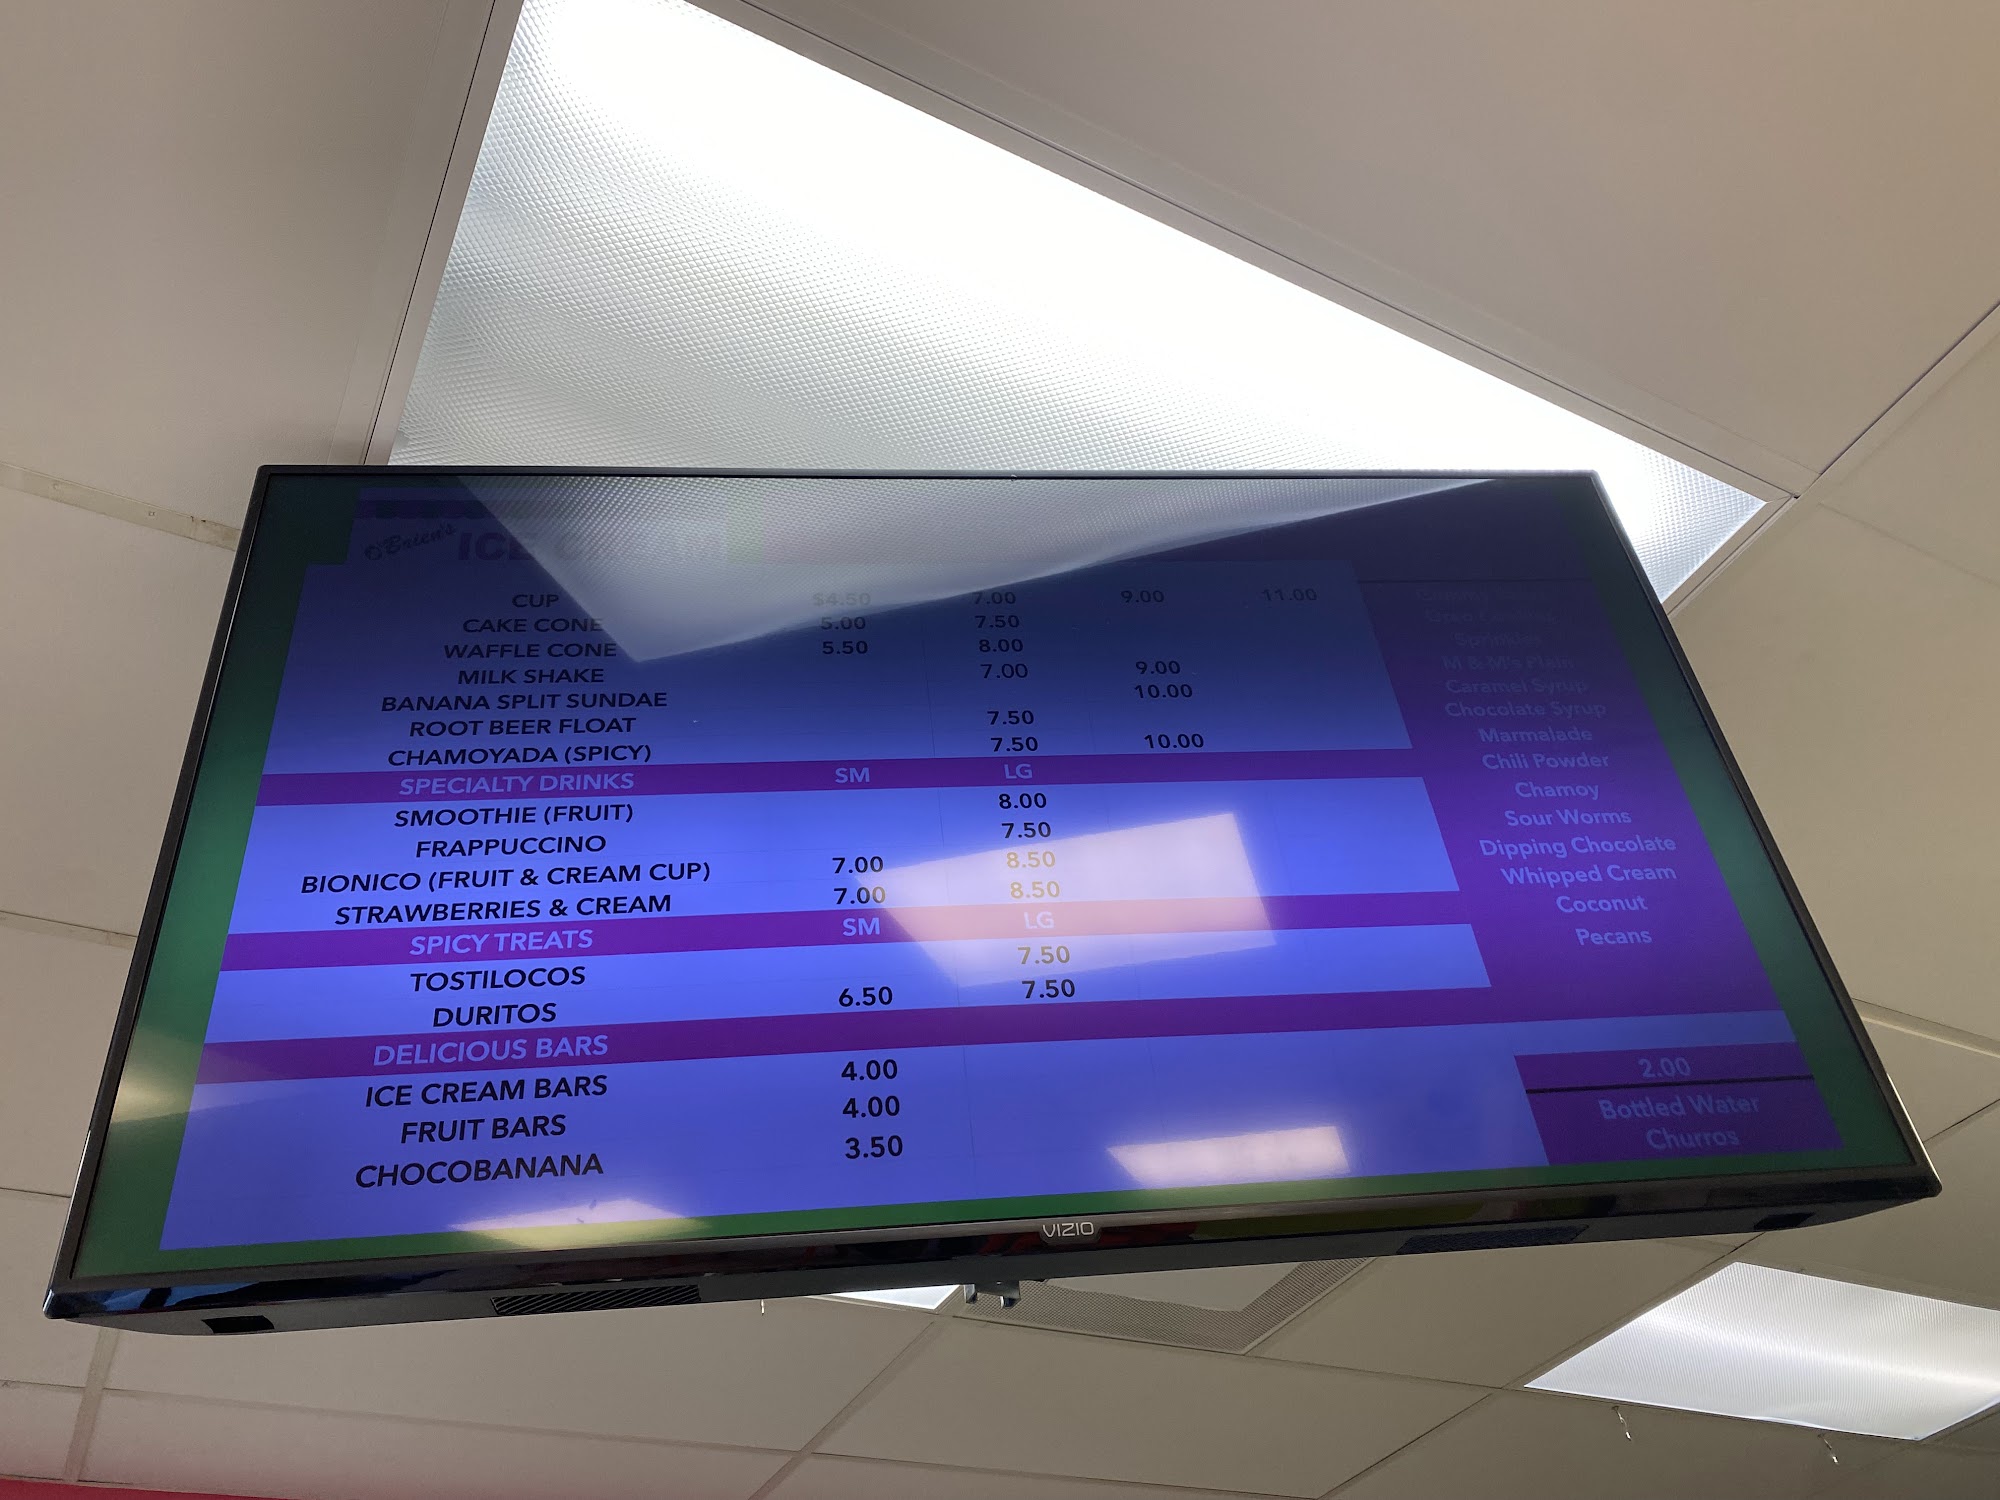 O'Brien's ICE CREAM
CUP $4.50 7.00 9.00 11.00
CAKE CONE 5.00 7.50
WAFFLE CONE 5.50 8.00
MILK SHAKE 7.00 9.00
BANANA SPLIT SUNDAE 10.00
ROOT BEER FLOAT 7.50
CHAMOYADA (SPICY) 7.50 10.00
SPECIALTY DRINKS SM LG
SMOOTHIE (FRUIT) 8.00
FRAPPUCCINO 7.50
BIONICO (FRUIT & CREAM CUP) 7.00 8.50
STRAWBERRIES & CREAM 7.00 8.50
SPICY TREATS SM LG
TOSTILOCOS 7.50
DURITOS 6.50 7.50
DELICIOUS BARS
ICE CREAM BARS 4.00
FRUIT BARS 4.00
CHOCOBANANA 3.50
Sprinkles
M & M's Plain
Caramel Syrup
Chocolate Syrup
Marmalade
Chili Powder
Chamoy
Sour Worms
Dipping Chocolate
Whipped Cream
Coconut
Pecans
2.00
Bottled Water
Churros
VIZIO